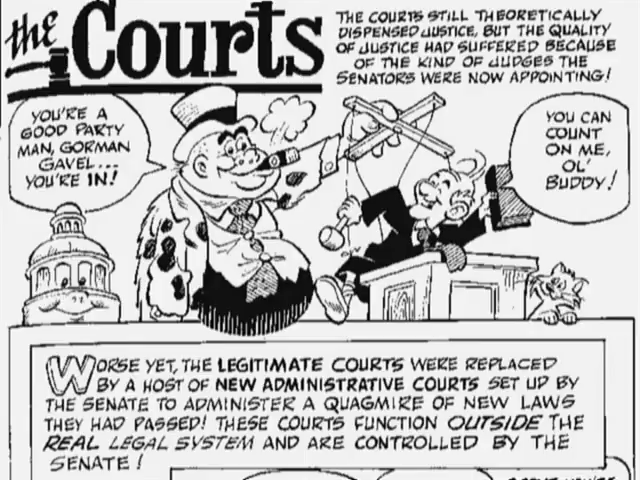 the Courts
THE COURTS STILL THEORETICALLY
DISPENSED JUSTICE, BUT THE QUALITY
OF JUSTICE HAD SUFFERED BECAUSE
OF THE KIND OF JUDGES THE
SENATORS WERE NOW APPOINTING!
YOU'RE A
GOOD PARTY
MAN, GORMAN
GAVEL...
YOU'RE IN!
YOU CAN
COUNT
ON ME,
OL'
BUDDY!
WORSE YET, THE LEGITIMATE COURTS WERE REPLACED
BY A HOST OF NEW ADMINISTRATIVE COURTS SET UP BY
THE SENATE TO ADMINISTER A QUAGMIRE OF NEW LAWS
THEY HAD PASSED! THESE COURTS FUNCTION OUTSIDE THE
REAL LEGAL SYSTEM AND ARE CONTROLLED BY THE
SENATE!